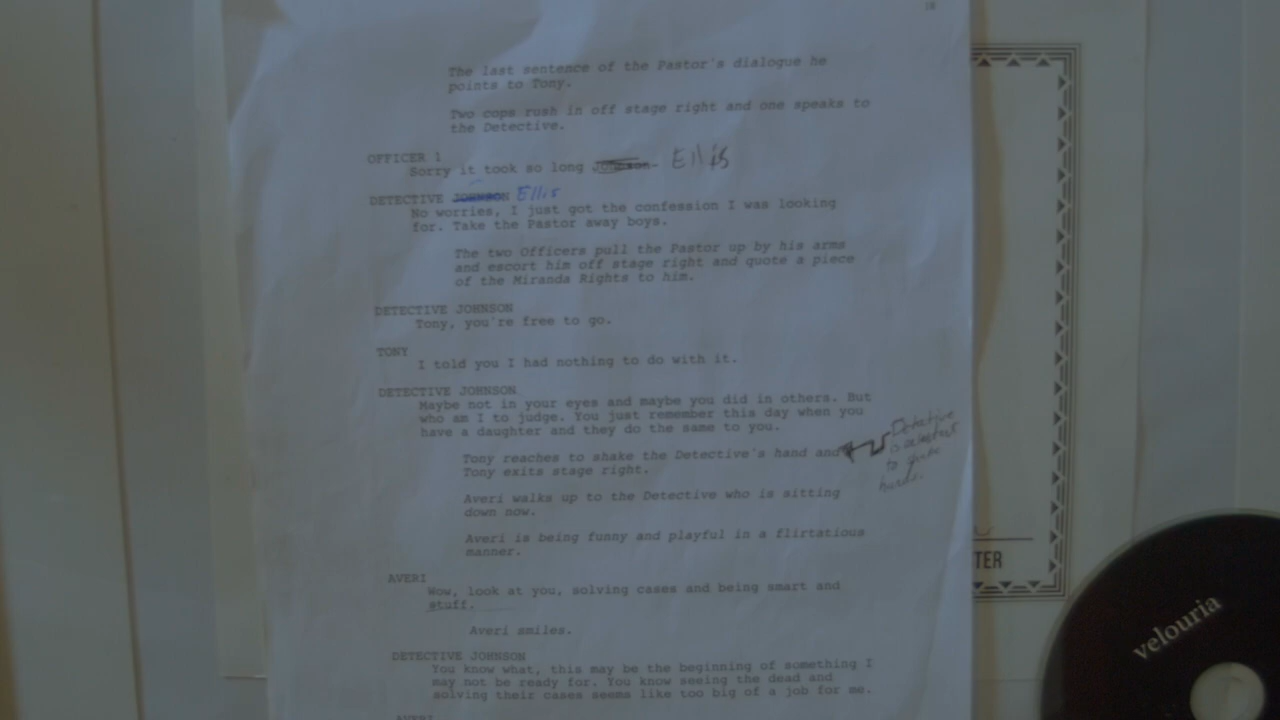 18
The last sentence of the Pastor's dialogue he
points to Tony.
Two cops rush in off stage right and one speaks to
the Detective.
OFFICER 1
Sorry it took so long Johnson. Ellis
DETECTIVE JOHNSON Ellis
No worries, I just got the confession I was looking
for. Take the Pastor away boys.
The two Officers pull the Pastor up by his arms
and escort him off stage right and quote a piece
of the Miranda Rights to him.
DETECTIVE JOHNSON
Tony, you're free to go.
TONY
I told you I had nothing to do with it.
DETECTIVE JOHNSON
Maybe not in your eyes and maybe you did in others. But
who am I to judge. You just remember this day when you
have a daughter and they do the same to you.
Tony reaches to shake the Detective's hand and
Tony exits stage right.
Detective
to
hands.
Averi walks up to the Detective who is sitting
down now.
Averi is being funny and playful in a flirtatious
manner.
AVERI
Wow, look at you, solving cases and being smart and
stuff.
Averi smiles.
DETECTIVE JOHNSON
You know what, this may be the beginning of something I
may not be ready for. You know seeing the dead and
solving their cases seems like too big of a job for me.
AVERI
TER
velouria